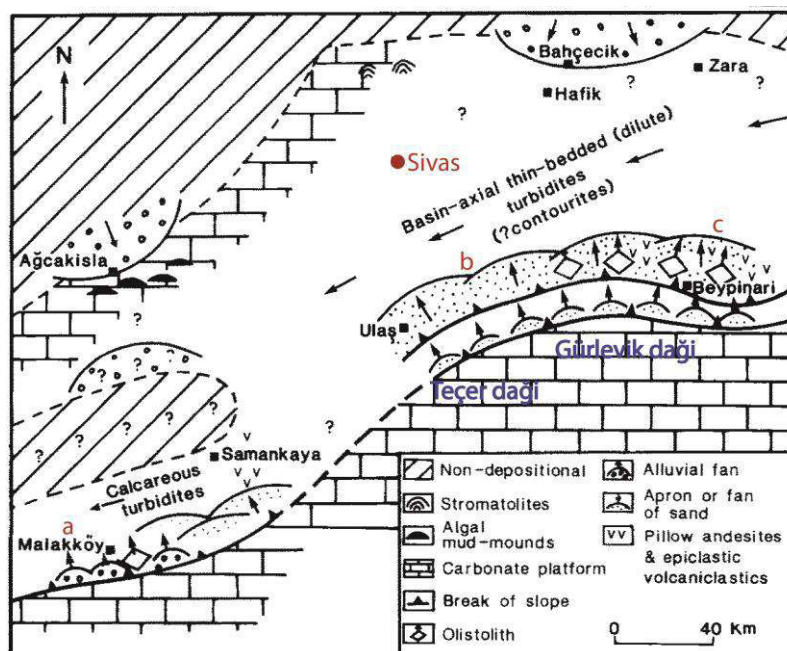 N
Bahçecik
Zara
Hafik
?
?
?
?
Sivas
Basin-axial thin-bedded (dilute)
turbidites
(?contourites)
Ağcakisla
c
b
Beypinari
Ulaş
Gürlevik daği
Teçer daği
?
?
Samankaya
Calcareous
turbidites
a
Malakköy
Non-depositional
Stromatolites
Algal
mud-mounds
Carbonate platform
Break of slope
Olistolith
Alluvial fan
Apron or fan
of sand
Pillow andesites
& epiclastic
volcaniclastics
0 40 Km